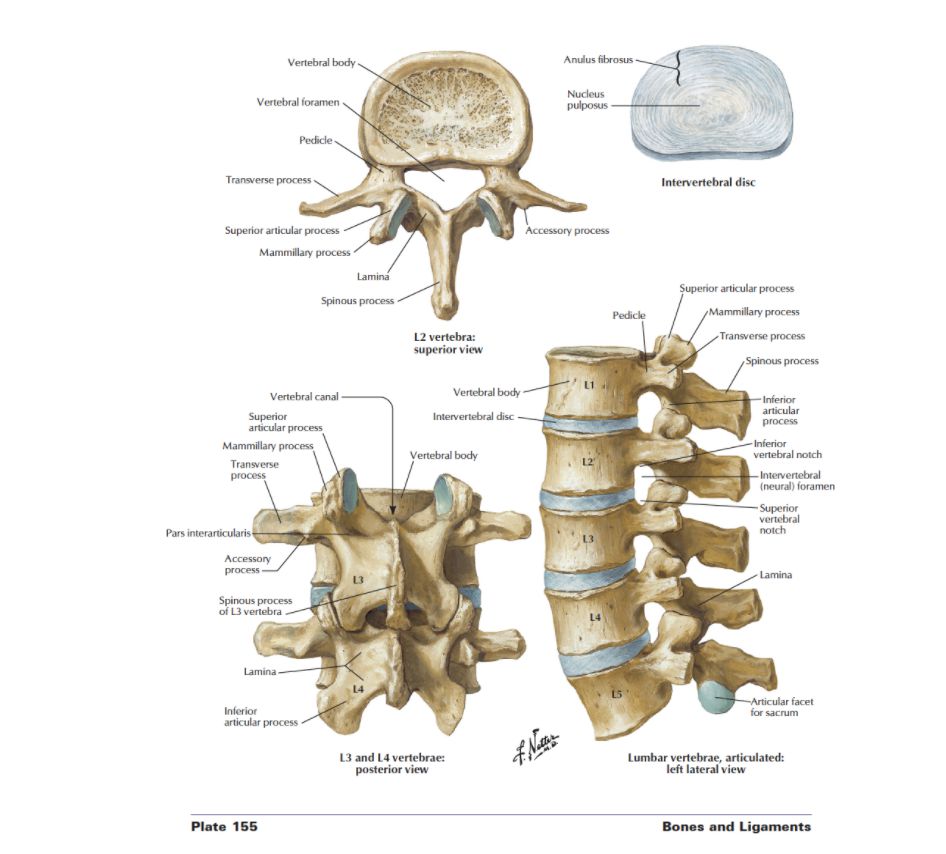 Vertebral body
Vertebral foramen
Pedicle
Transverse process
Superior articular process
Mammillary process
Lamina
Spinous process
Accessory process
L2 vertebra:
superior view
Anulus fibrosus
Nucleus
pulposus
Intervertebral disc
Vertebral canal
Superior
articular process
Mammillary process
Transverse
process
Vertebral body
Pars interarticularis
Accessory
process
L3
Spinous process
of L3 vertebra
Lamina
L4
Inferior
articular process
L3 and L4 vertebrae:
posterior view
Superior articular process
Pedicle
Mammillary process
Transverse process
Spinous process
Vertebral body
L1
Inferior
articular
process
Intervertebral disc
Inferior
vertebral notch
L2
Intervertebral
(neural) foramen
Superior
vertebral
notch
L3
Lamina
L4
L5
Articular facet
for sacrum
F. Netter
M.D.
Lumbar vertebrae, articulated:
left lateral view
Plate 155
Bones and Ligaments